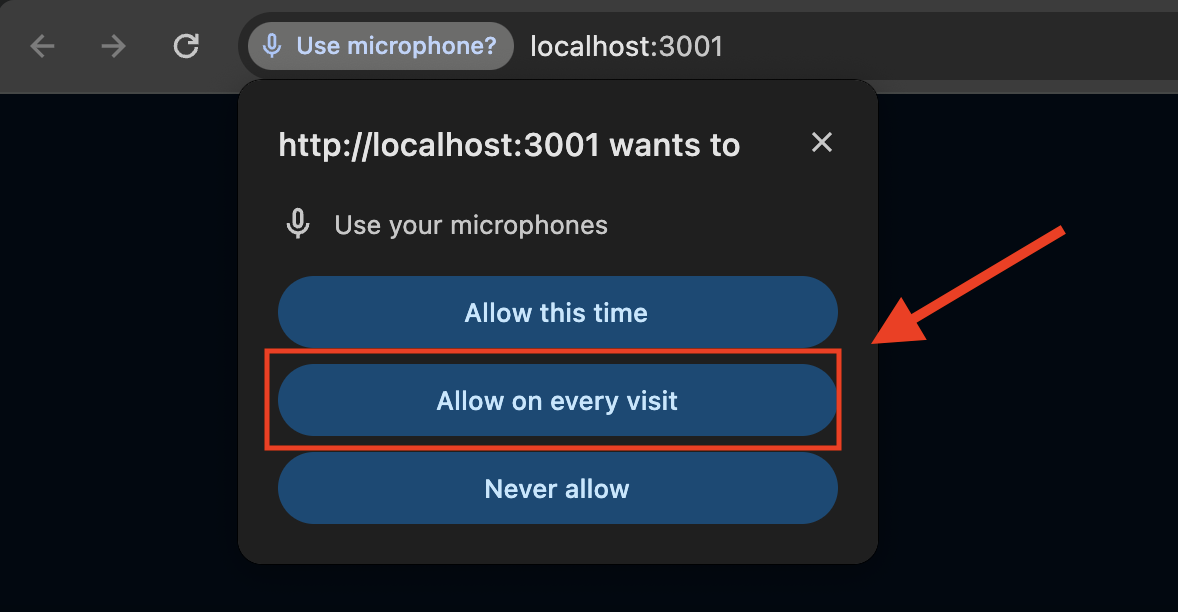 Use microphone? localhost:3001
http://localhost:3001 wants to
Use your microphones
Allow this time
Allow on every visit
Never allow